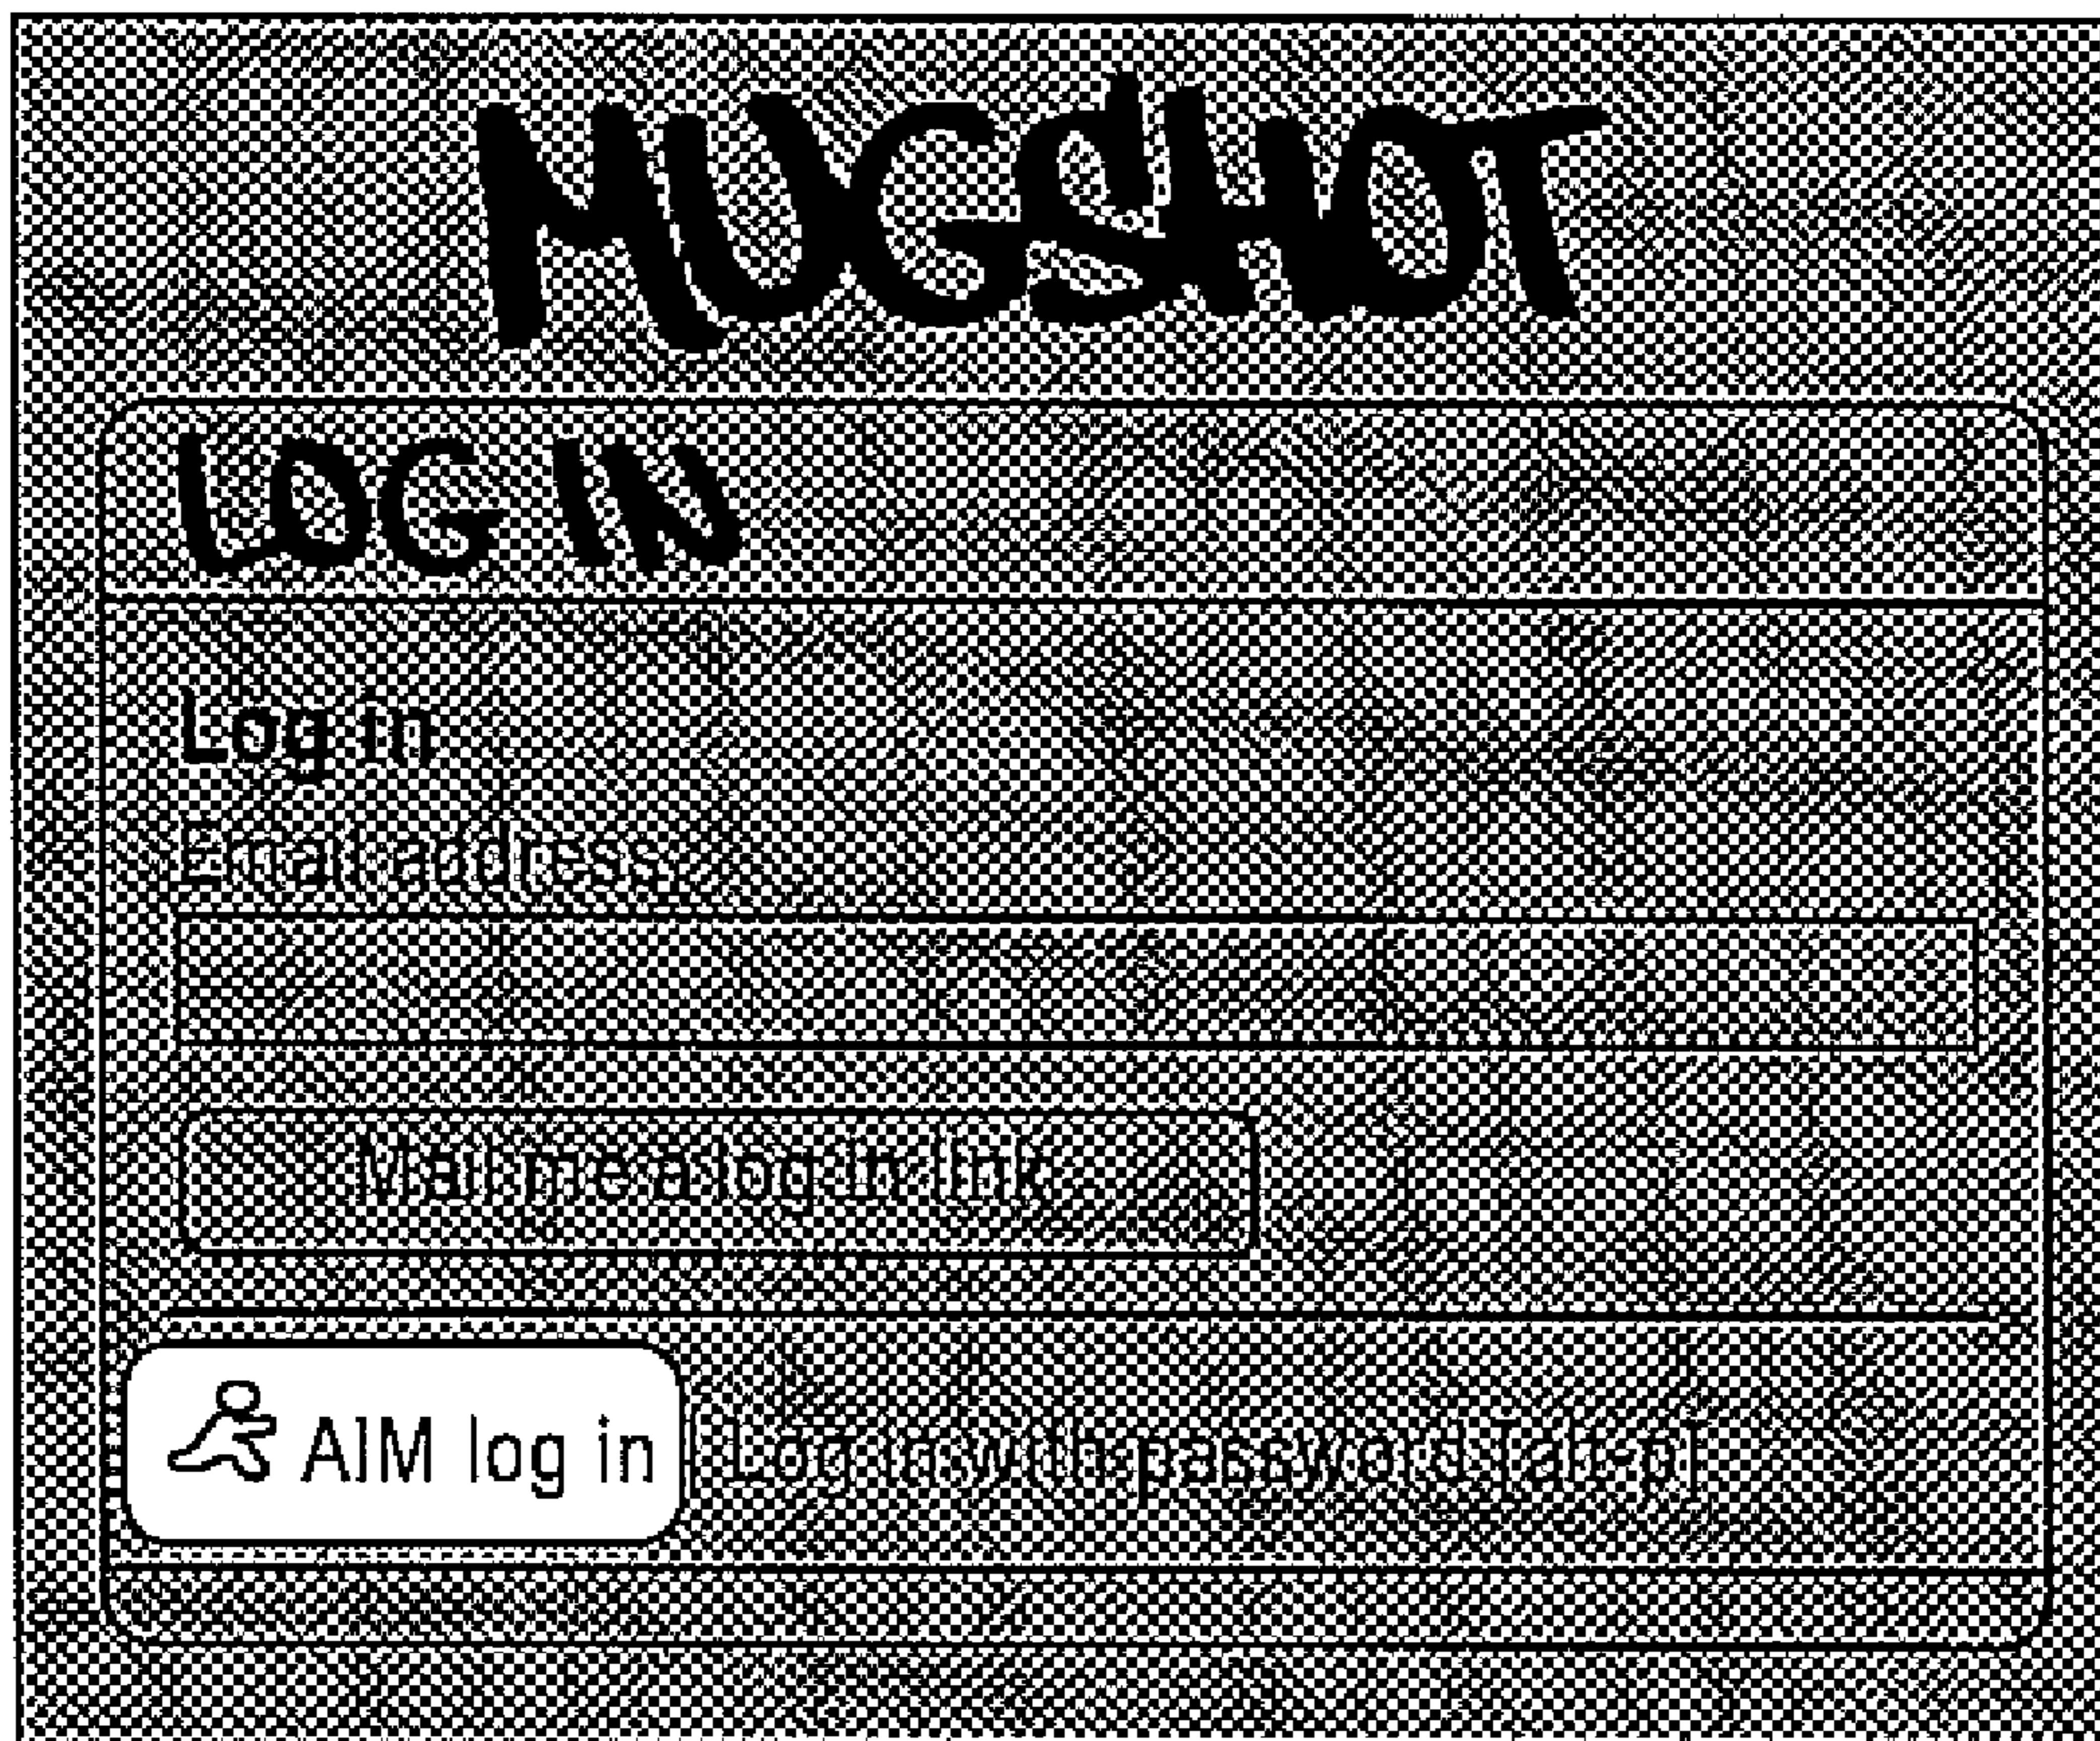 MUGSHOT
LOG IN
Log in
Email address
Mail me a log in link
AIM log in | Log in with password [alt-p]